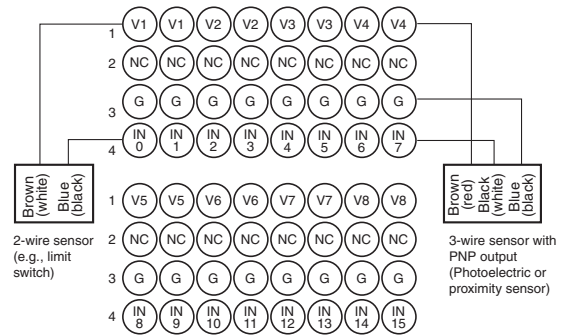 1 V1 V1 V2 V2 V3 V3 V4 V4
2 NC NC NC NC NC NC NC NC
3 G G G G G G G G
4 IN 0 IN 1 IN 2 IN 3 IN 4 IN 5 IN 6 IN 7
Brown (white)
Blue (black)
2-wire sensor
(e.g., limit
switch)
Brown (red)
Black (white)
Blue (black)
3-wire sensor with
PNP output
(Photoelectric or
proximity sensor)
1 V5 V5 V6 V6 V7 V7 V8 V8
2 NC NC NC NC NC NC NC NC
3 G G G G G G G G
4 IN 8 IN 9 IN 10 IN 11 IN 12 IN 13 IN 14 IN 15